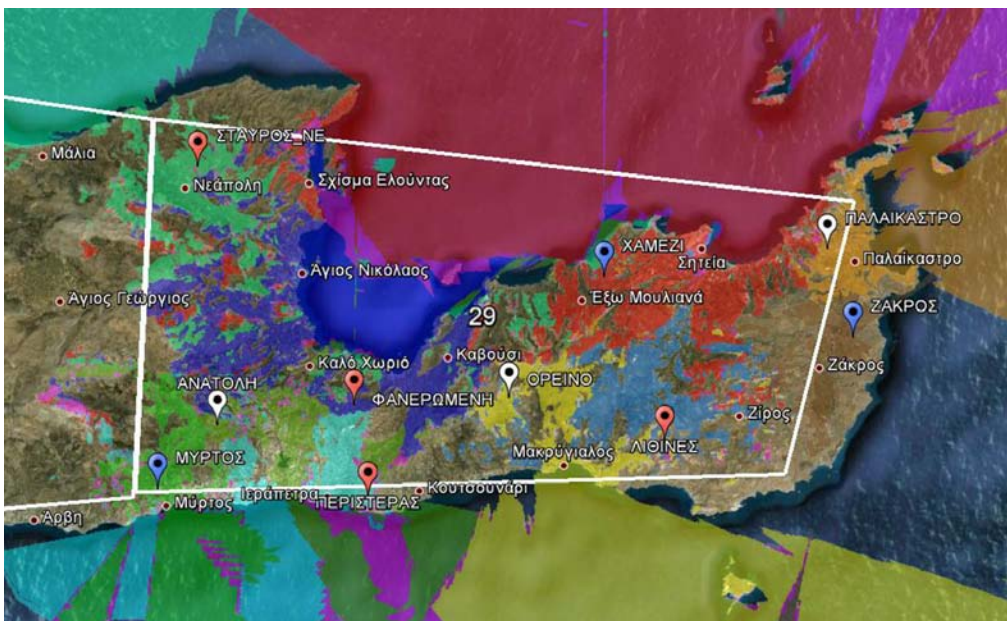 ΣΤΑΥΡΟΣ_ΝΕ
Μάλια
Νεάπολη
Σχίσμα Ελούντας
ΠΑΛΑΙΚΑΣΤΡΟ
ΧΑΜΕΖΙ
Σητεία
Παλαίκαστρο
Άγιος Νικόλαος
Άγιος Γεώργιος
Έξω Μουλιανά
ΖΑΚΡΟΣ
29
Καβούσι
Καλό Χωριό
Ζάκρος
ΑΝΑΤΟΛΗ
ΟΡΕΙΝΟ
ΦΑΝΕΡΩΜΕΝΗ
Ζίρος
ΛΙΘΙΝΕΣ
ΜΥΡΤΟΣ
Μακρύγιαλός
Ιεράπετρα
Κουτσουνάρι
Μύρτος
ΠΕΡΙΣΤΕΡΑΣ
Άρβη